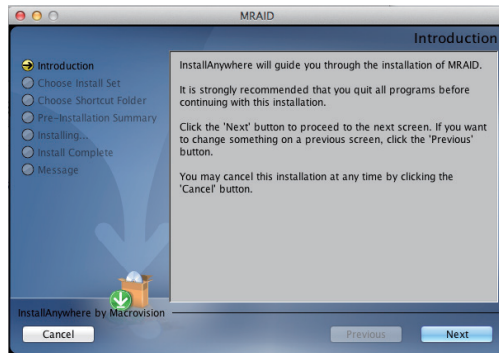 MRAID
Introduction
Introduction
Choose Install Set
Choose Shortcut Folder
Pre-Installation Summary
Installing...
Install Complete
Message
InstallAnywhere will guide you through the installation of MRAID.
It is strongly recommended that you quit all programs before
continuing with this installation.
Click the 'Next' button to proceed to the next screen. If you want
to change something on a previous screen, click the 'Previous'
button.
You may cancel this installation at any time by clicking the
'Cancel' button.
InstallAnywhere by Macrovision
Cancel
Previous
Next